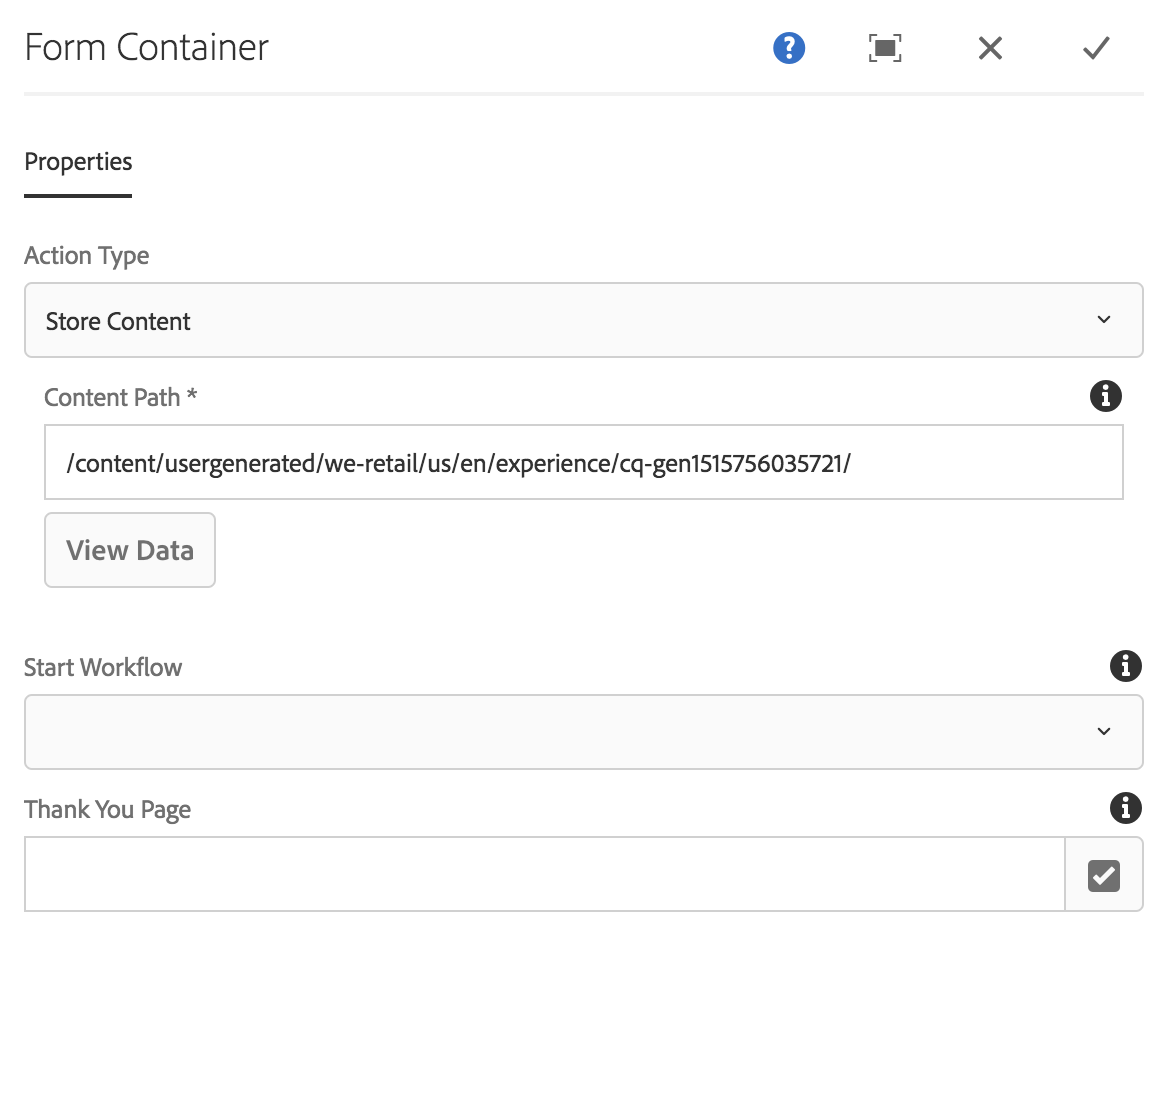 Form Container
Properties
Action Type
Store Content
Content Path *
/content/usergenerated/we-retail/us/en/experience/cq-gen1515756035721/
View Data
Start Workflow
Thank You Page